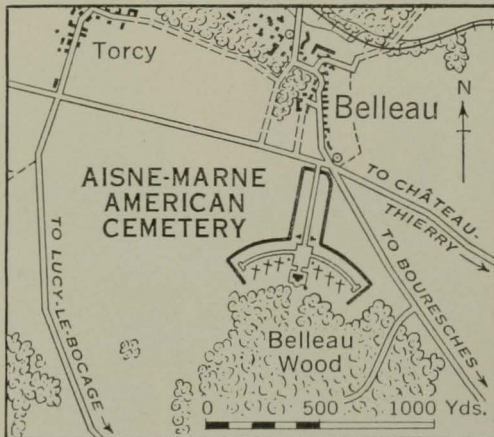 Torcy
Belleau
N
AISNE-MARNE
AMERICAN
CEMETERY
TO CHÂTEAU-
THIERRY
TO LUCY-LE-BOCAGE
TO BOURESCHES
Belleau
Wood
0 500 1000 Yds.